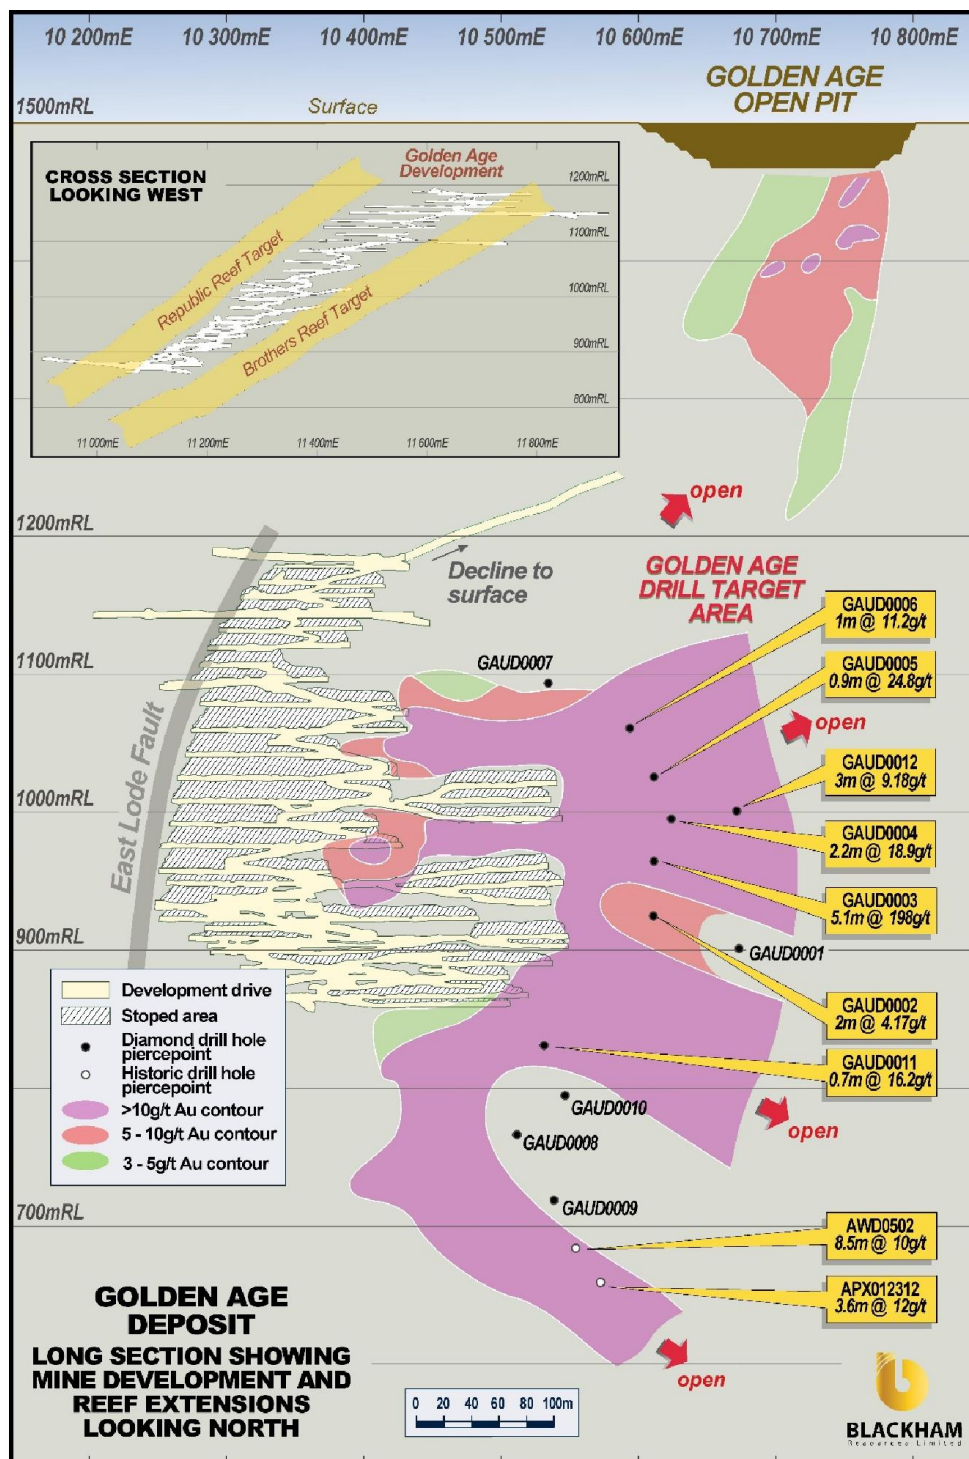 10 200mE 10 300mE 10 400mE 10 500mE 10 600mE 10 700mE 10 800mE
GOLDEN AGE
OPEN PIT
1500mRL
Surface
CROSS SECTION
LOOKING WEST
Golden Age
Development
1200mRL
1100mRL
1000mRL
900mRL
800mRL
Republic Reef Target
Brothers Reef Target
11 000mE 11 200mE 11 400mE 11 600mE 11 800mE
open
1200mRL
Decline to
surface
GOLDEN AGE
DRILL TARGET
AREA
GAUD0006
1m @ 11.2g/t
GAUD0007
1100mRL
GAUD0005
0.9m @ 24.8g/t
open
East Lode Fault
GAUD0012
3m @ 9.18g/t
1000mRL
GAUD0004
2.2m @ 18.9g/t
GAUD0003
5.1m @ 198g/t
900mRL
GAUD0001
GAUD0002
2m @ 4.17g/t
GAUD0011
0.7m @ 16.2g/t
Development drive
Stoped area
Diamond drill hole
piercepoint
Historic drill hole
piercepoint
>10g/t Au contour
5 - 10g/t Au contour
3 - 5g/t Au contour
GAUD0010
open
GAUD0008
GAUD0009
700mRL
AWD0502
8.5m @ 10g/t
APX012312
3.6m @ 12g/t
GOLDEN AGE
DEPOSIT
LONG SECTION SHOWING
MINE DEVELOPMENT AND
REEF EXTENSIONS
LOOKING NORTH
open
0 20 40 60 80 100m
BLACKHAM
Resources Limited